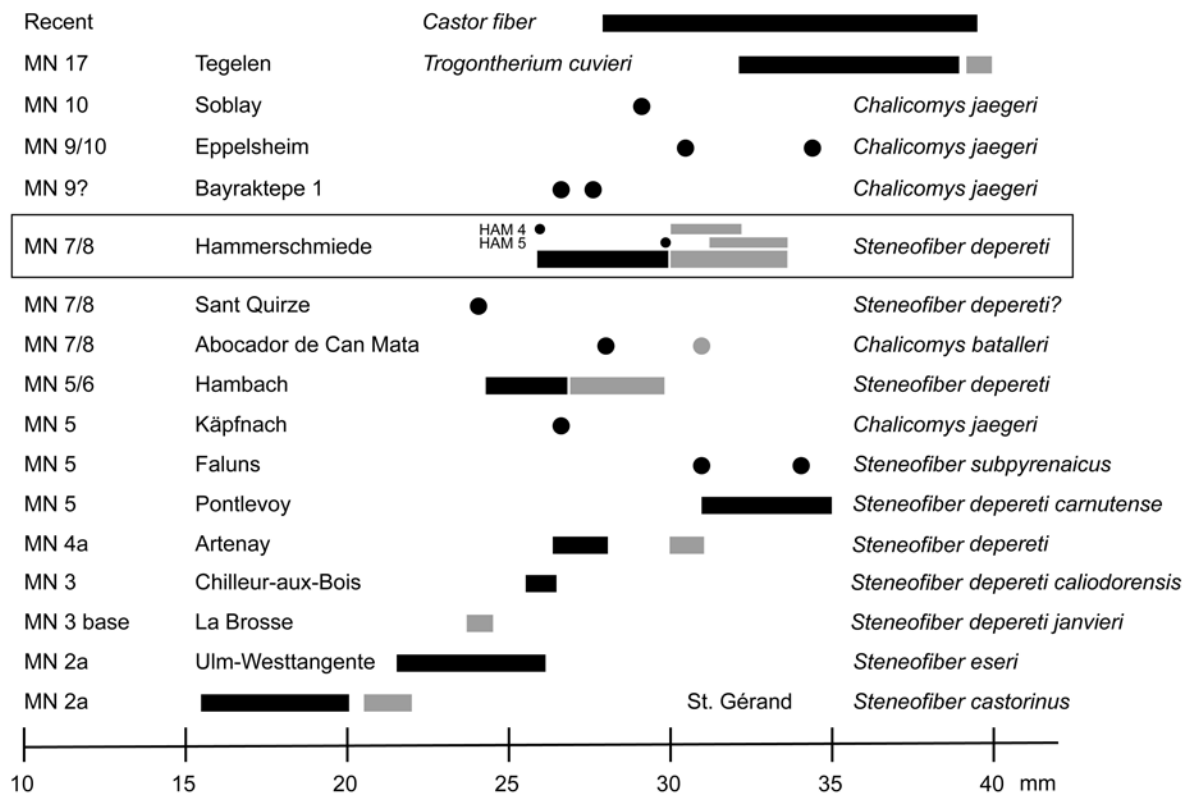 Recent Castor fiber
MN 17 Tegelen Trogontherium cuvieri
MN 10 Soblay Chalicomys jaegeri
MN 9/10 Eppelsheim Chalicomys jaegeri
MN 9? Bayraktepe 1 Chalicomys jaegeri
HAM 4
HAM 5
MN 7/8 Hammerschmiede Steneofiber depereti
MN 7/8 Sant Quirze Steneofiber depereti?
MN 7/8 Abocador de Can Mata Chalicomys batalleri
MN 5/6 Hambach Steneofiber depereti
MN 5 Käpfnach Chalicomys jaegeri
MN 5 Faluns Steneofiber subpyrenaicus
MN 5 Pontlevoy Steneofiber depereti carnutense
MN 4a Artenay Steneofiber depereti
MN 3 Chilleur-aux-Bois Steneofiber depereti caliodorensis
MN 3 base La Brosse Steneofiber depereti janvieri
MN 2a Ulm-Westtangente Steneofiber eseri
MN 2a St. Gérand Steneofiber castorinus
10 15 20 25 30 35 40 mm